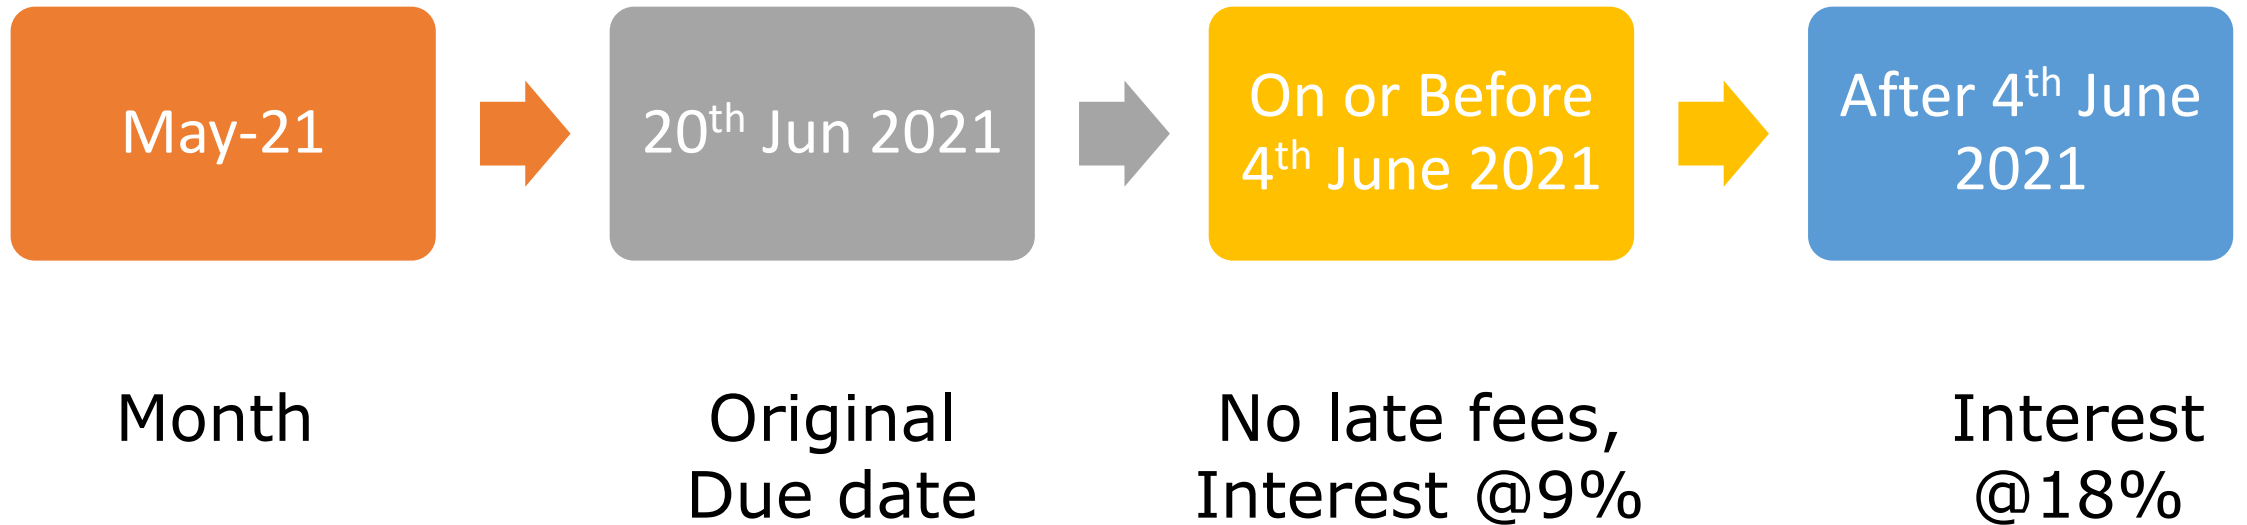 May-21
20th Jun 2021
On or Before
4th June 2021
After 4th June
2021
Month
Original
Due date
No late fees,
Interest @9%
Interest
@18%